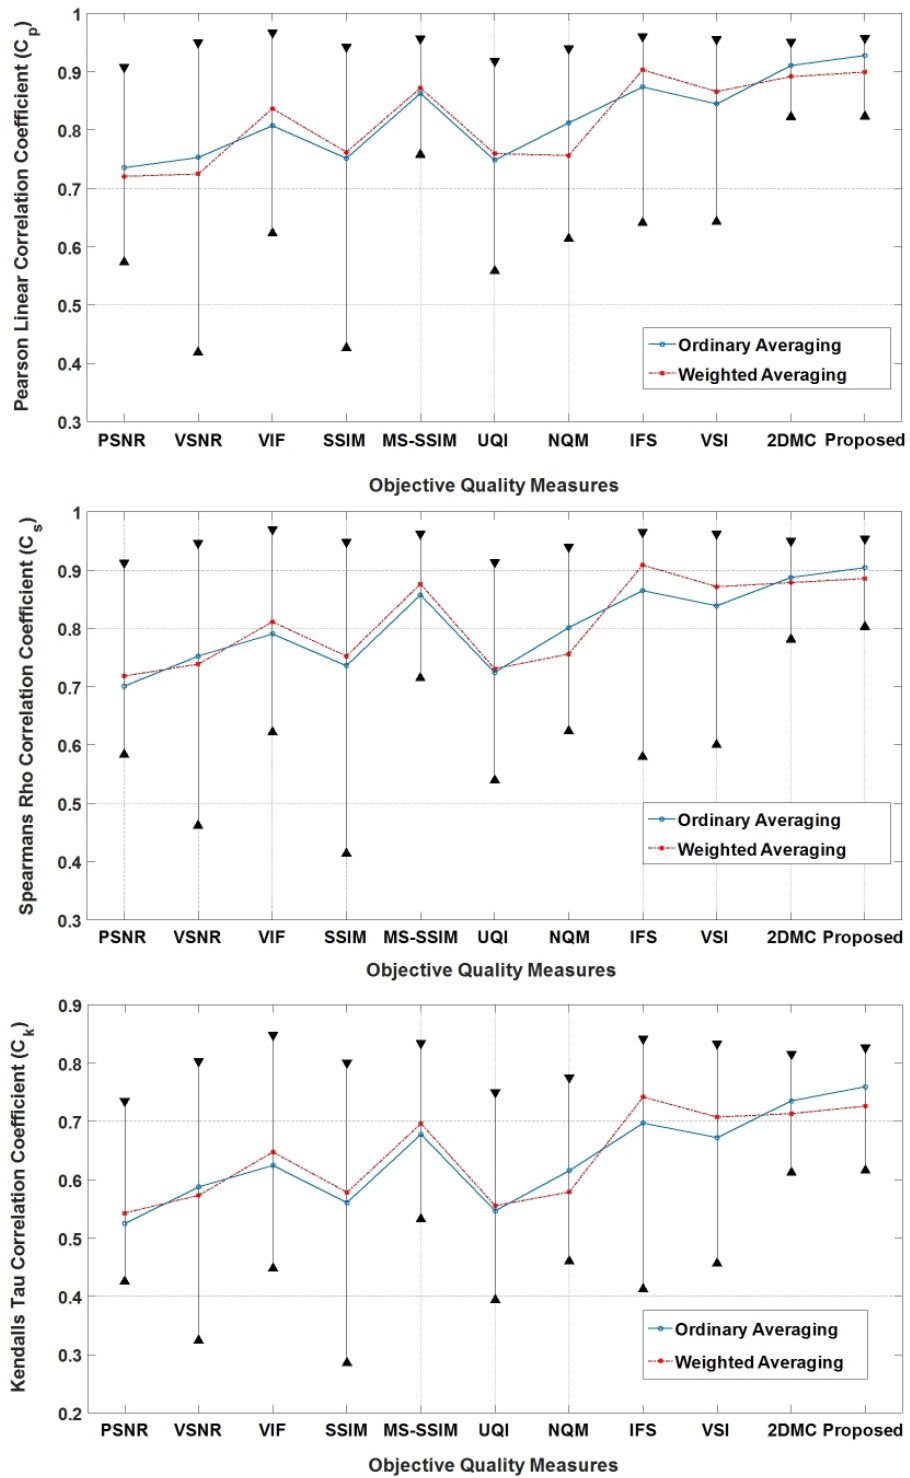 Pearson Linear Correlation Coefficient (Cp)
1
0.9
0.8
0.7
0.6
0.5
0.4
0.3
Ordinary Averaging
Weighted Averaging
PSNR VSNR VIF SSIM MS-SSIM UQI NQM IFS VSI 2DMC Proposed
Objective Quality Measures
Spearmans Rho Correlation Coefficient (Cs)
1
0.9
0.8
0.7
0.6
0.5
0.4
0.3
Ordinary Averaging
Weighted Averaging
PSNR VSNR VIF SSIM MS-SSIM UQI NQM IFS VSI 2DMC Proposed
Objective Quality Measures
Kendalls Tau Correlation Coefficient (Ck)
0.9
0.8
0.7
0.6
0.5
0.4
0.3
0.2
Ordinary Averaging
Weighted Averaging
PSNR VSNR VIF SSIM MS-SSIM UQI NQM IFS VSI 2DMC Proposed
Objective Quality Measures